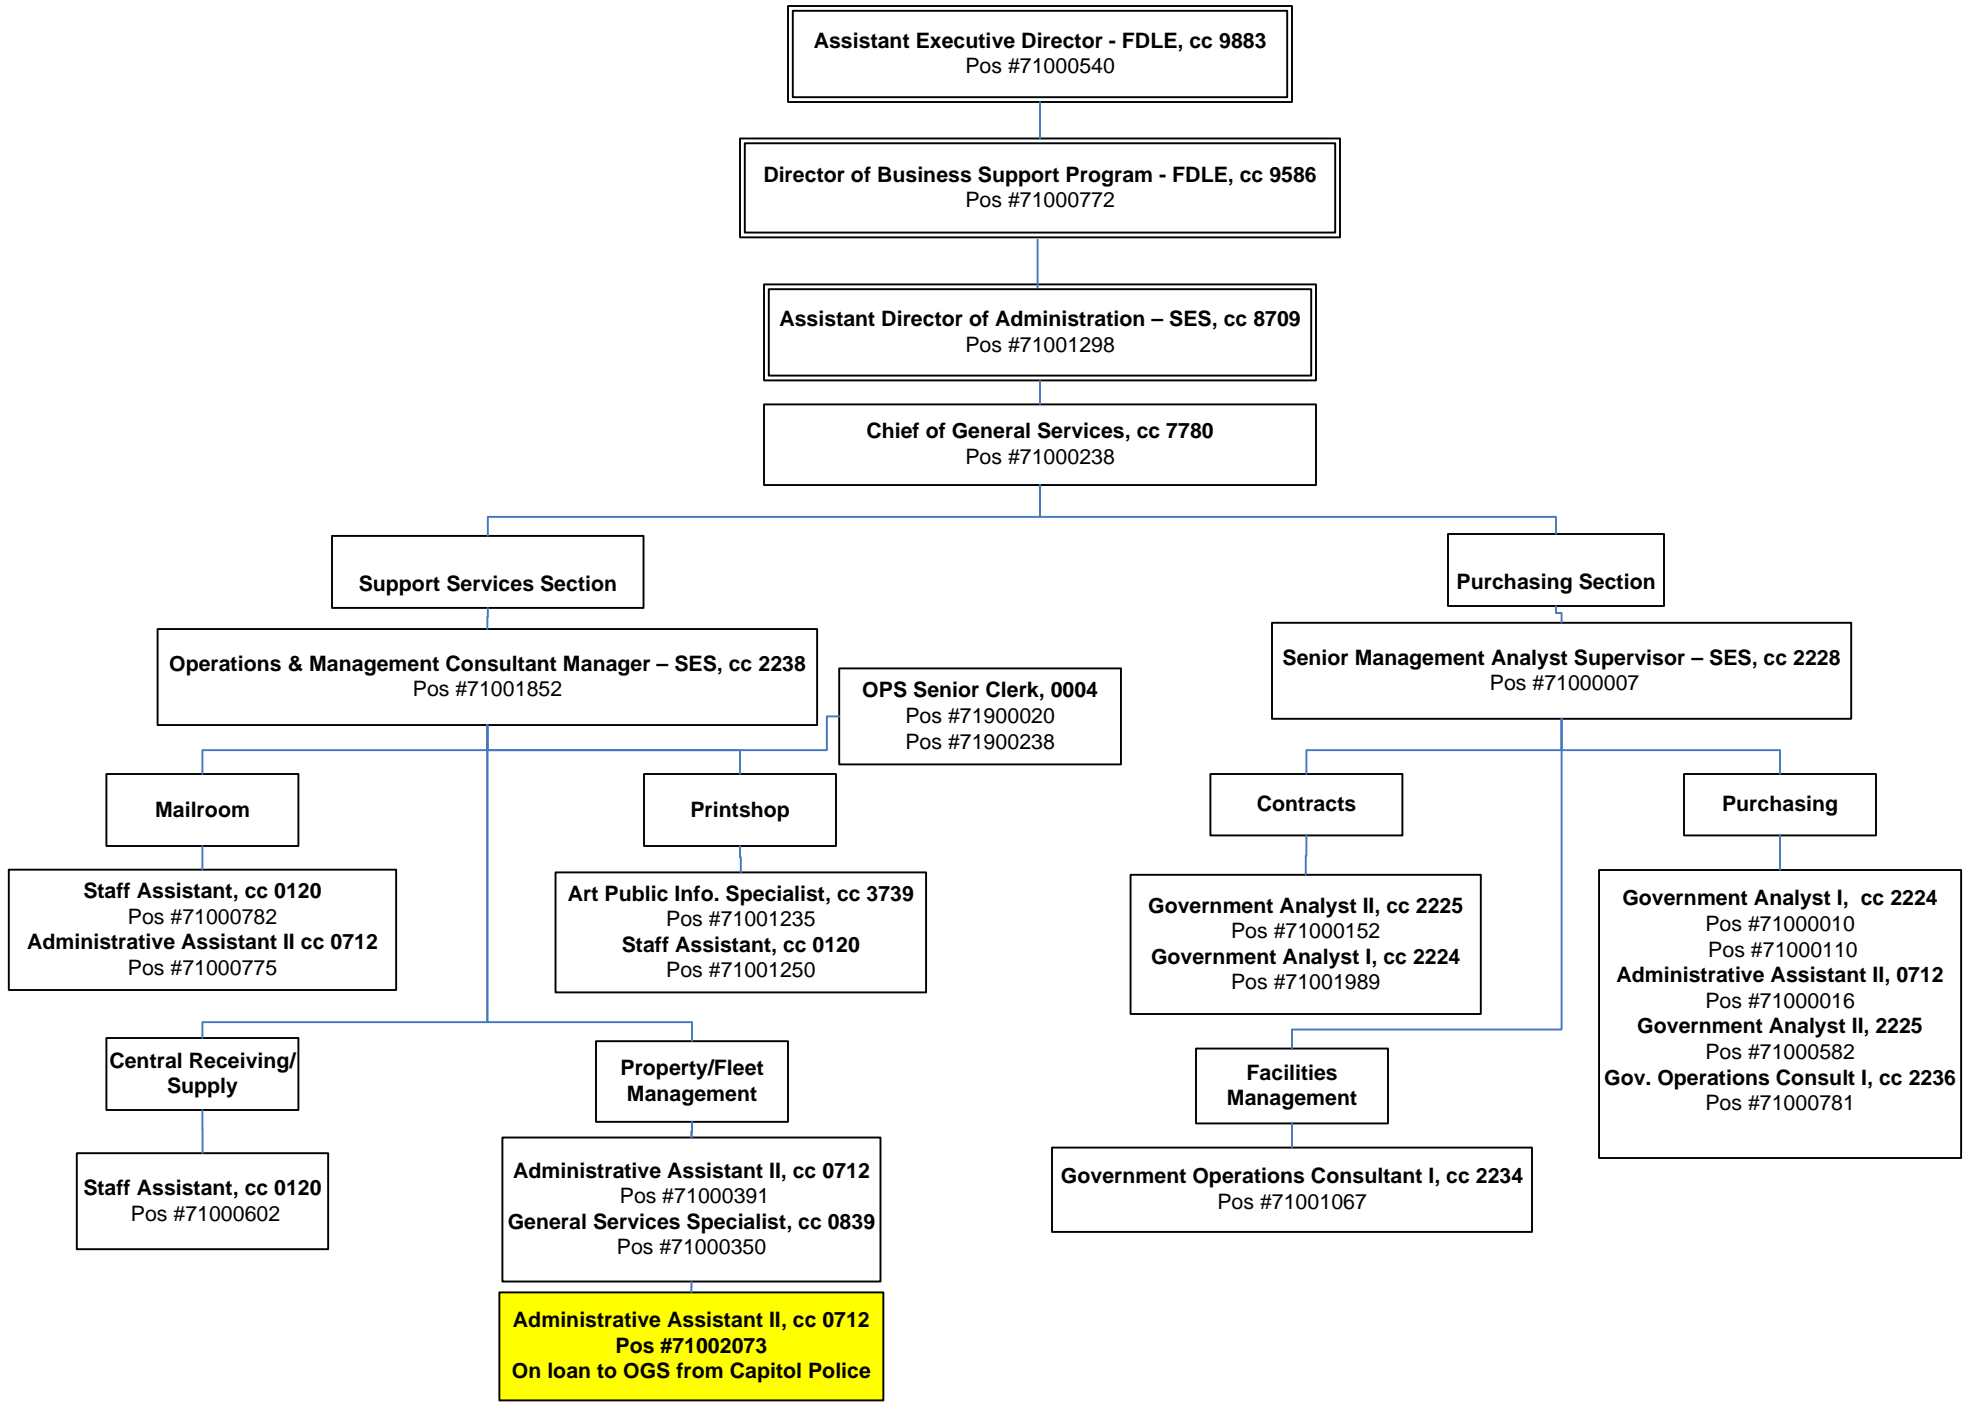 Assistant Executive Director - FDLE, cc 9883
Pos #71000540
Director of Business Support Program - FDLE, cc 9586
Pos #71000772
Assistant Director of Administration – SES, cc 8709
Pos #71001298
Chief of General Services, cc 7780
Pos #71000238
Support Services Section
Purchasing Section
Operations & Management Consultant Manager – SES, cc 2238
Pos #71001852
OPS Senior Clerk, 0004
Pos #71900020
Pos #71900238
Senior Management Analyst Supervisor – SES, cc 2228
Pos #71000007
Mailroom
Printshop
Contracts
Purchasing
Staff Assistant, cc 0120
Pos #71000782
Administrative Assistant II cc 0712
Pos #71000775
Art Public Info. Specialist, cc 3739
Pos #71001235
Staff Assistant, cc 0120
Pos #71001250
Government Analyst II, cc 2225
Pos #71000152
Government Analyst I, cc 2224
Pos #71001989
Government Analyst I,  cc 2224
Pos #71000010
Pos #71000110
Administrative Assistant II, 0712
Pos #71000016
Government Analyst II, 2225
Pos #71000582
Gov. Operations Consult I, cc 2236
Pos #71000781
Central Receiving/
Supply
Property/Fleet
Management
Facilities
Management
Staff Assistant, cc 0120
Pos #71000602
Administrative Assistant II, cc 0712
Pos #71000391
General Services Specialist, cc 0839
Pos #71000350
Government Operations Consultant I, cc 2234
Pos #71001067
Administrative Assistant II, cc 0712
Pos #71002073
On loan to OGS from Capitol Police